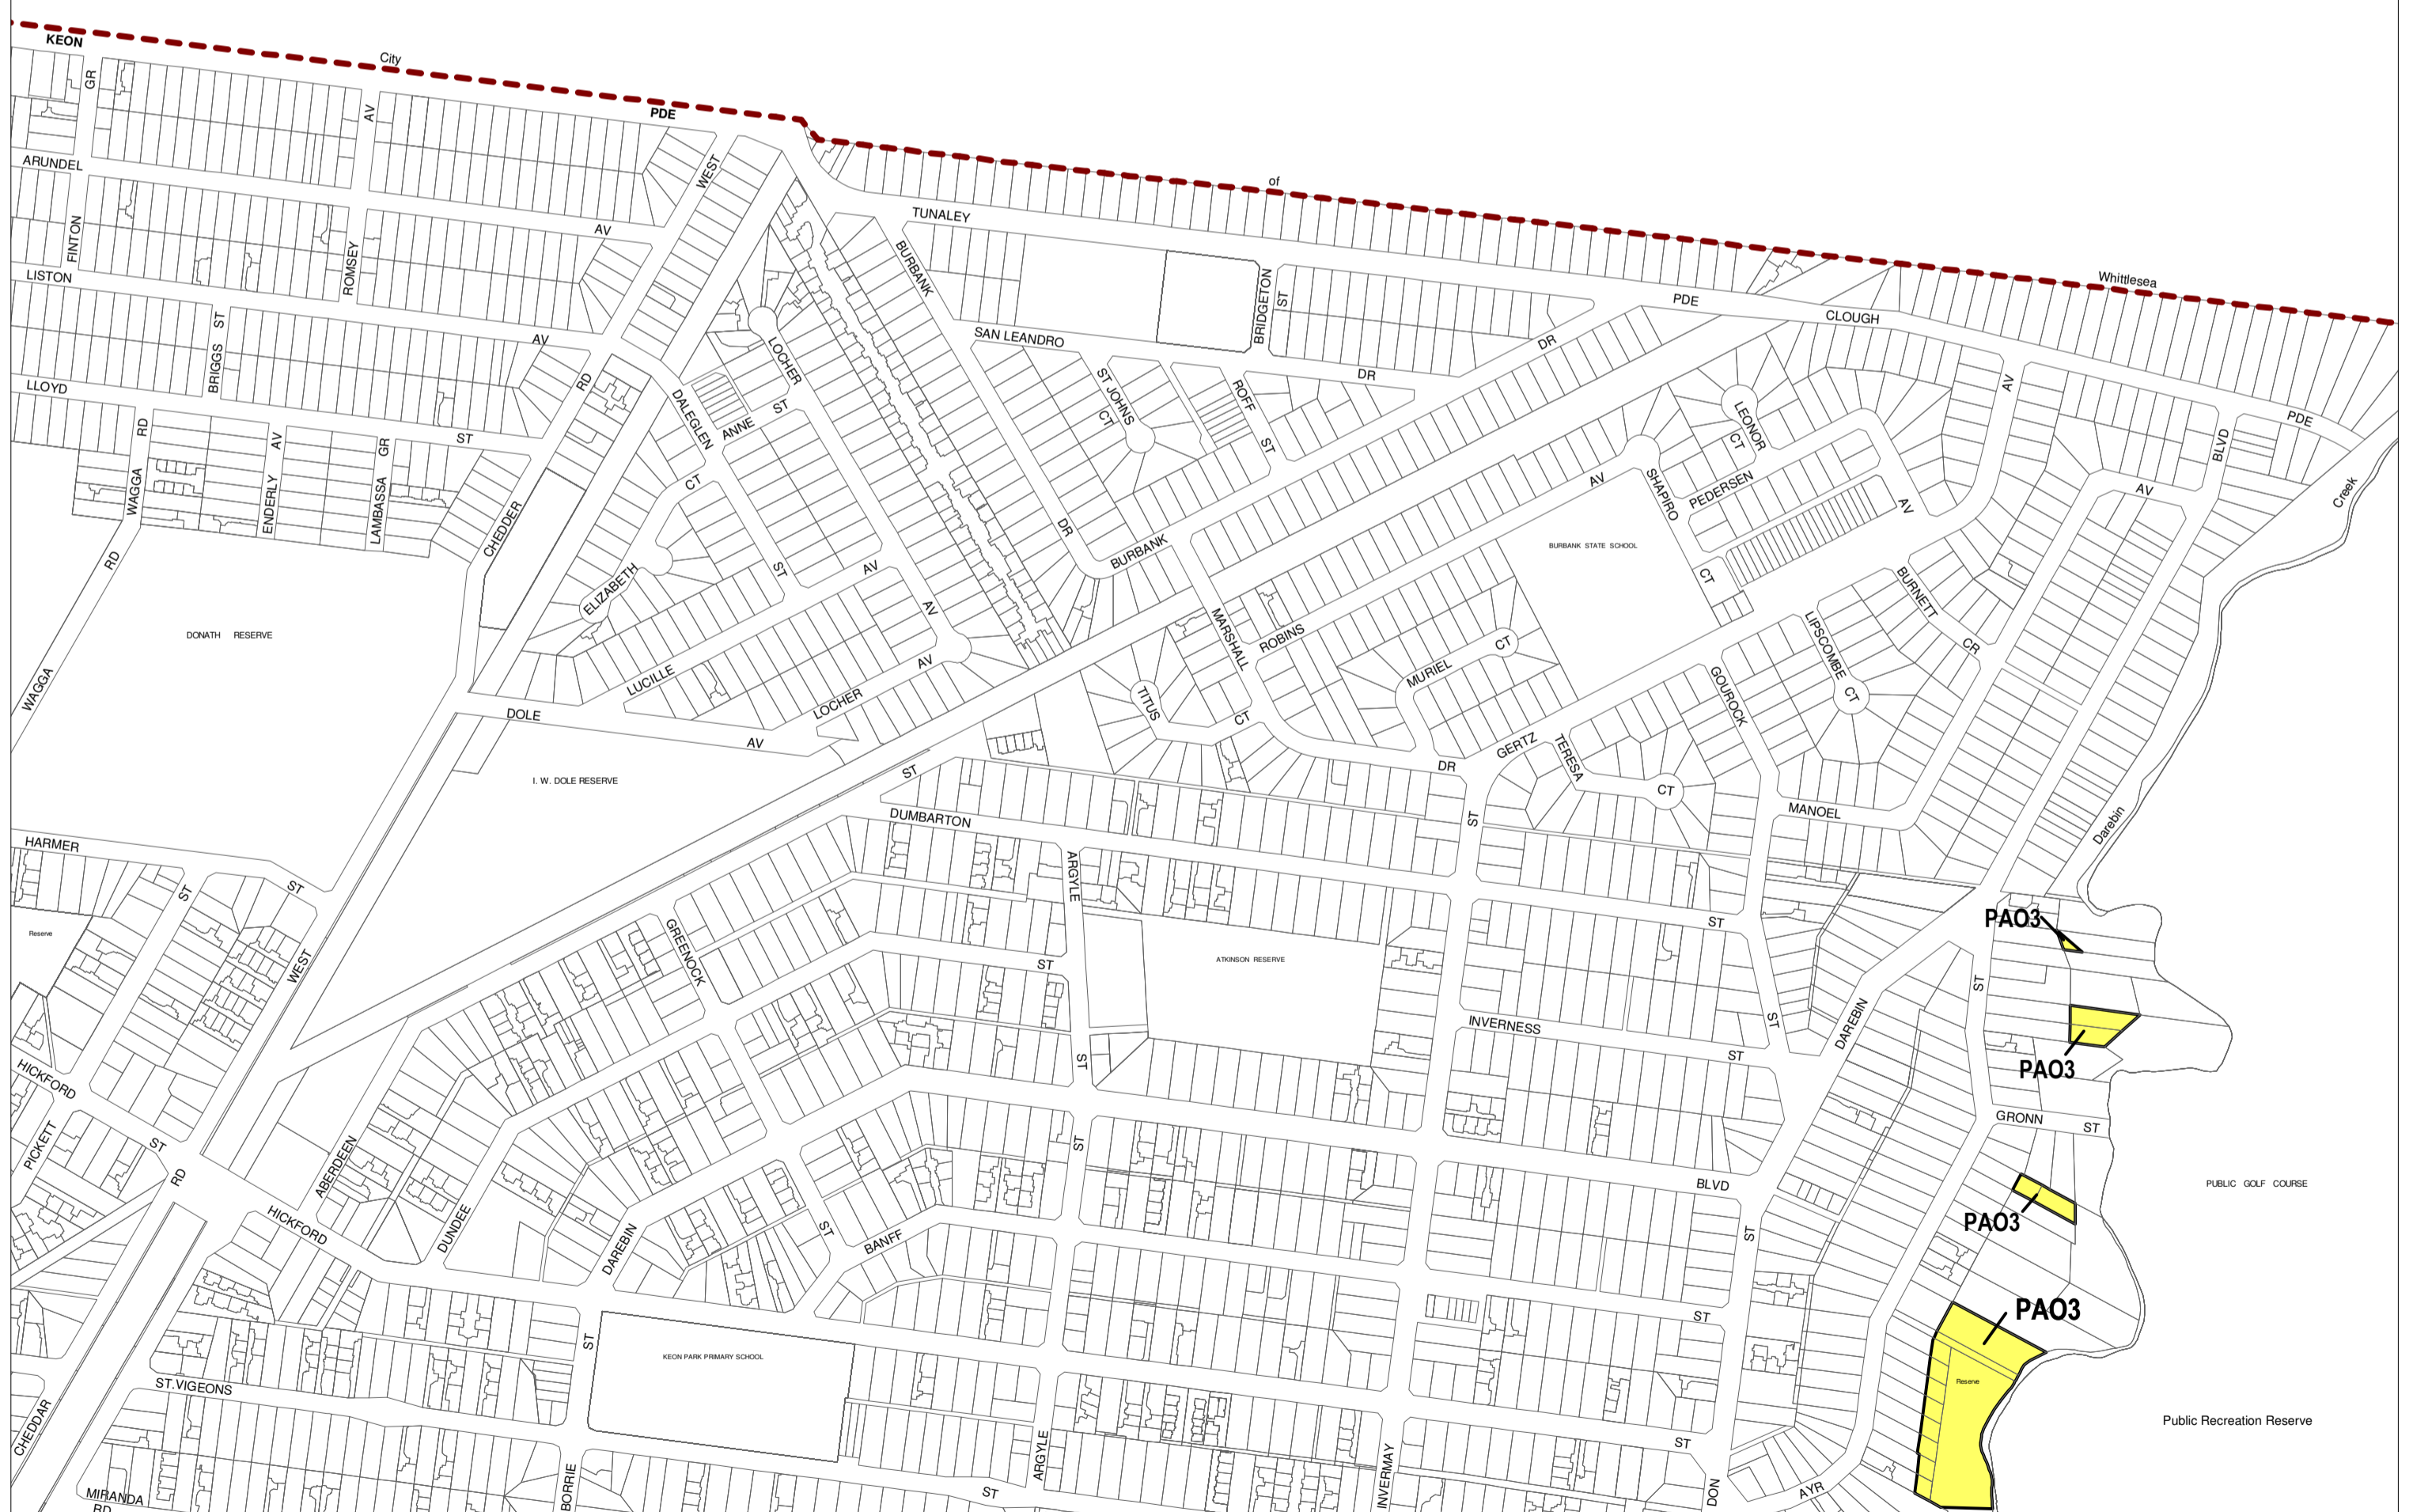 KEON
City
GR
AV
PDE
WEST
ARUNDEL
of
TUNALEY
FINTON
ROMSEY
AV
BURBANK
LISTON
BRIDGETON
ST
PDE
Whittlesea
CLOUGH
BRIGGS ST
AV
LOCHER
SAN LEANDRO
DR
LLOYD
RD
DALEGLEN
ANNE ST
ST JOHNS
CT
ROFF
ST
DR
LEONOR
CT
AV
BLVD
PDE
WAGGA RD
ENDERLY AV
LAMBASSA GR
ST
CHEDDER
CT
DR
AV
SHAPIRO
PEDERSEN
AV
AV
Creek
RD
ELIZABETH
ST
AV
BURBANK
BURBANK STATE SCHOOL
CT
BURNETT
CR
DONATH RESERVE
AV
MARSHALL
ROBINS
LIPSCOMBE
CT
WAGGA
LUCILLE
AV
MURIEL
CT
GOUROCK
DOLE
LOCHER
TITUS
CT
AV
GERTZ
TERESA
I. W. DOLE RESERVE
ST
DR
CT
MANOEL
HARMER
DUMBARTON
ST
Darebin
ARGYLE
ST
ST
Reserve
GREENOCK
ST
PAO3
WEST
ST
ATKINSON RESERVE
ST
INVERNESS
ST
DAREBIN
HICKFORD
ST
ST
PAO3
PICKETT
ST
ABERDEEN
ST
GRONN
ST
RD
BLVD
PUBLIC GOLF COURSE
HICKFORD
DUNDEE
DAREBIN
ST
BANFF
ST
PAO3
ST
ST
PAO3
KEON PARK PRIMARY SCHOOL
ST.VIGEONS
Reserve
CHEDDAR
Public Recreation Reserve
ST
ARGYLE
INVERMAY
MIRANDA
RD
BORRIE
ST
DON
AYR